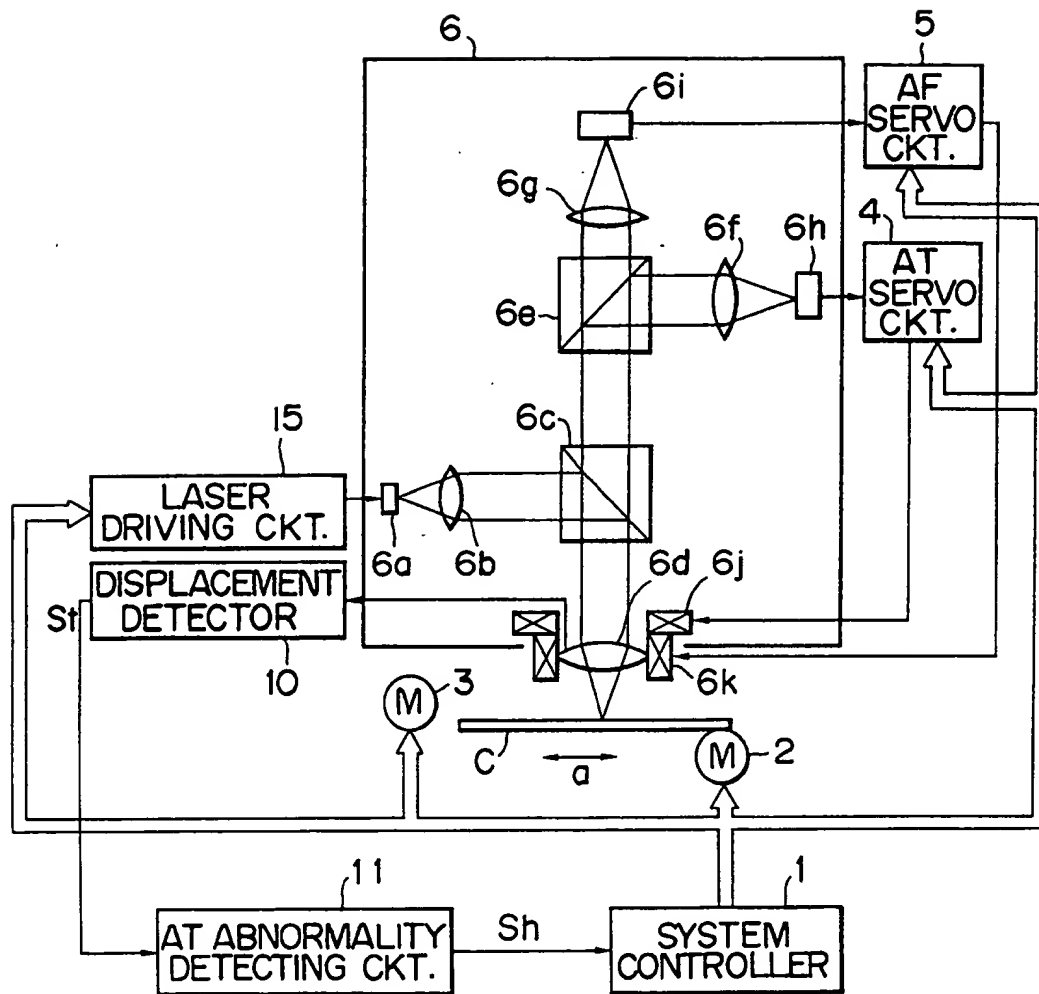 6
5
6i
AF
SERVO
CKT.
6g
4
6f
6h
AT
SERVO
CKT.
6e
6c
15
LASER
DRIVING CKT.
6a
6b
6d
6j
DISPLACEMENT
DETECTOR
St
10
3
6k
M
C
a
M
2
11
1
AT ABNORMALITY
DETECTING CKT.
Sh
SYSTEM
CONTROLLER